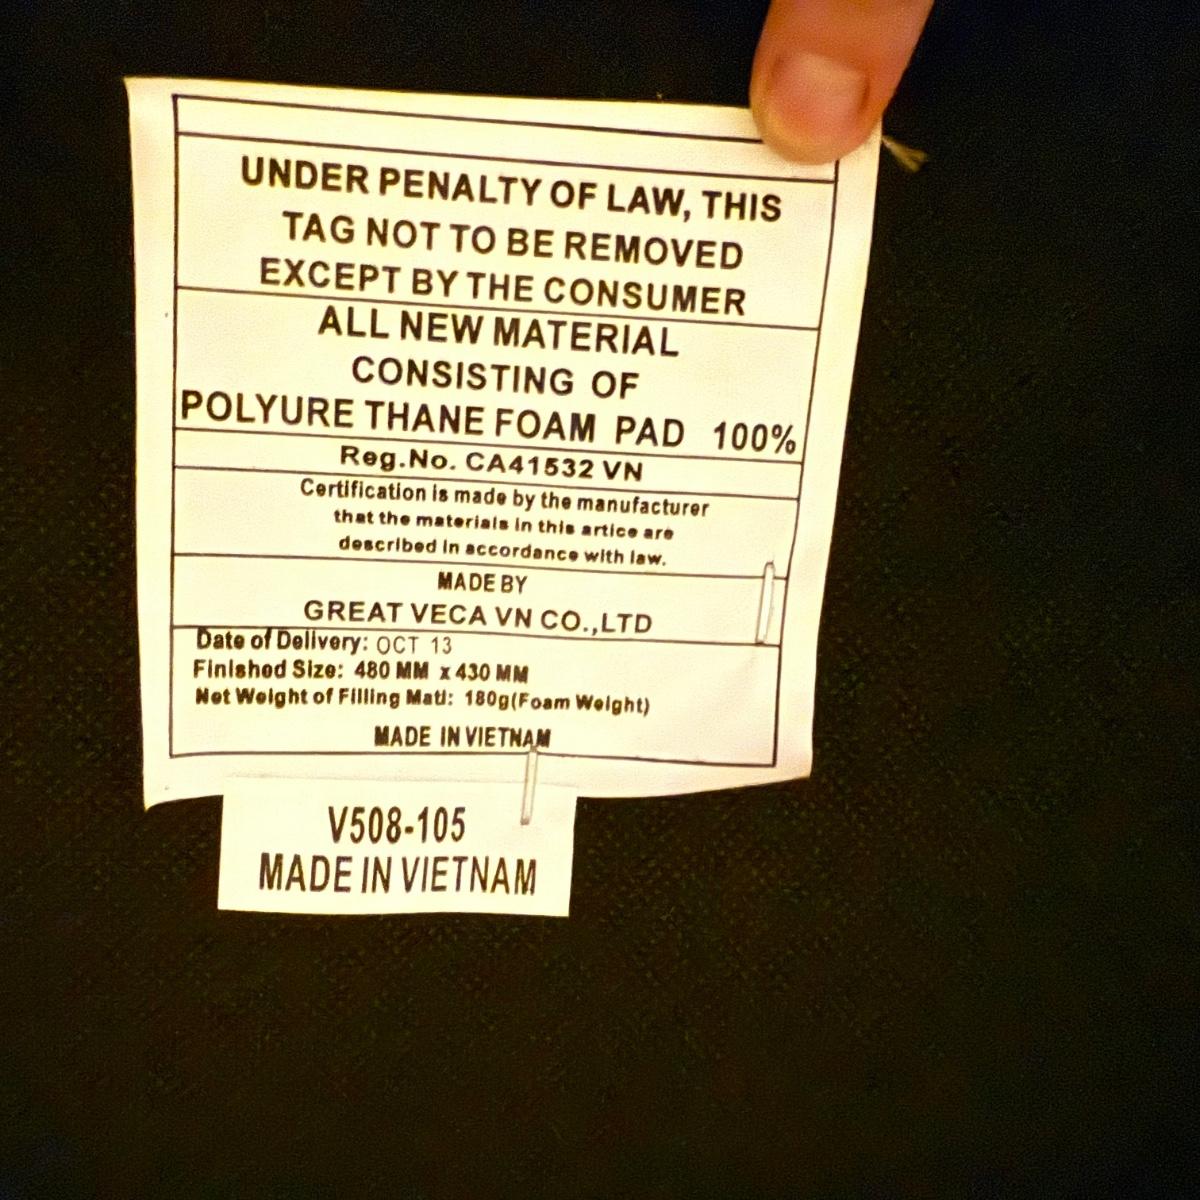 UNDER PENALTY OF LAW, THIS
TAG NOT TO BE REMOVED
EXCEPT BY THE CONSUMER
ALL NEW MATERIAL
CONSISTING OF
POLYURE THANE FOAM PAD 100%
Reg.No. CA41532 VN
Certification is made by the manufacturer
that the materials in this artice are
described in accordance with law.
MADE BY
GREAT VECA VN CO.,LTD
Date of Delivery: OCT 13
Finished Size: 480 MM x 430 MM
Net Weight of Filling Matl: 180g(Foam Weight)
MADE IN VIETNAM
V508-105
MADE IN VIETNAM